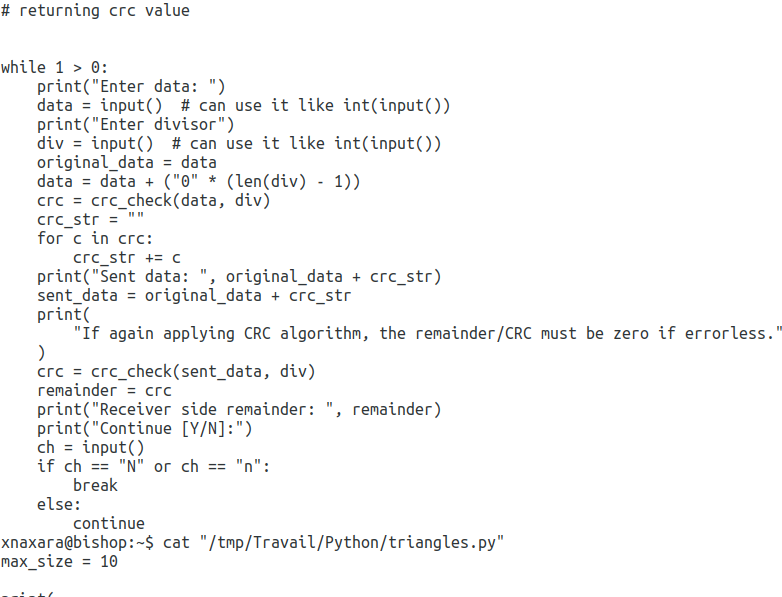 # returning crc value
while 1 > 0:
    print("Enter data: ")
    data = input()  # can use it like int(input())
    print("Enter divisor")
    div = input()  # can use it like int(input())
    original_data = data
    data = data + ("0" * (len(div) - 1))
    crc = crc_check(data, div)
    crc_str = ""
    for c in crc:
        crc_str += c
    print("Sent data: ", original_data + crc_str)
    sent_data = original_data + crc_str
    print(
        "If again applying CRC algorithm, the remainder/CRC must be zero if errorless."
    )
    crc = crc_check(sent_data, div)
    remainder = crc
    print("Receiver side remainder: ", remainder)
    print("Continue [Y/N]:")
    ch = input()
    if ch == "N" or ch == "n":
        break
    else:
        continue
xnaxara@bishop:~$ cat "/tmp/Travail/Python/triangles.py"
max_size = 10
print(